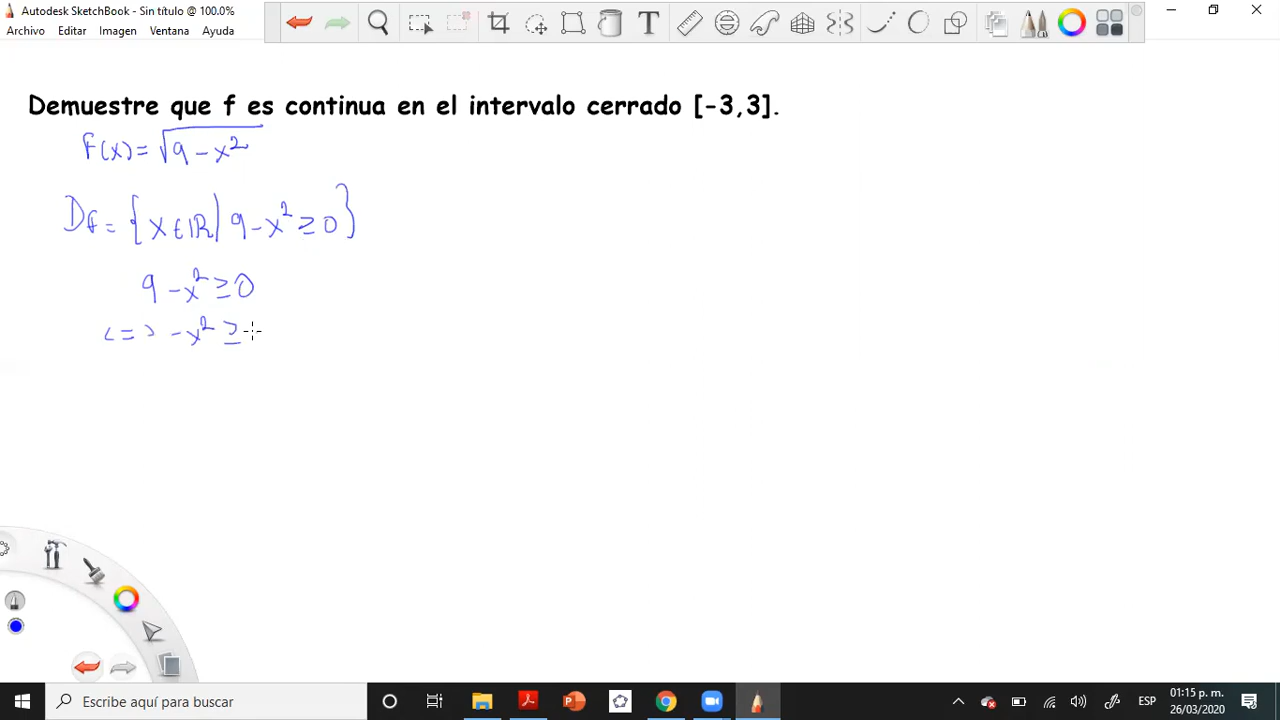 Autodesk SketchBook - Sin título @ 100.0%
Archivo Editar Imagen Ventana Ayuda
T
Demuestre que f es continua en el intervalo cerrado [-3,3].
f(x) = √(9 - x²)
Df = {x ∈ ℝ | 9 - x² ≥ 0}
9 - x² ≥ 0
<=> -x² ≥
Escribe aquí para buscar
ESP
01:15 p. m.
26/03/2020